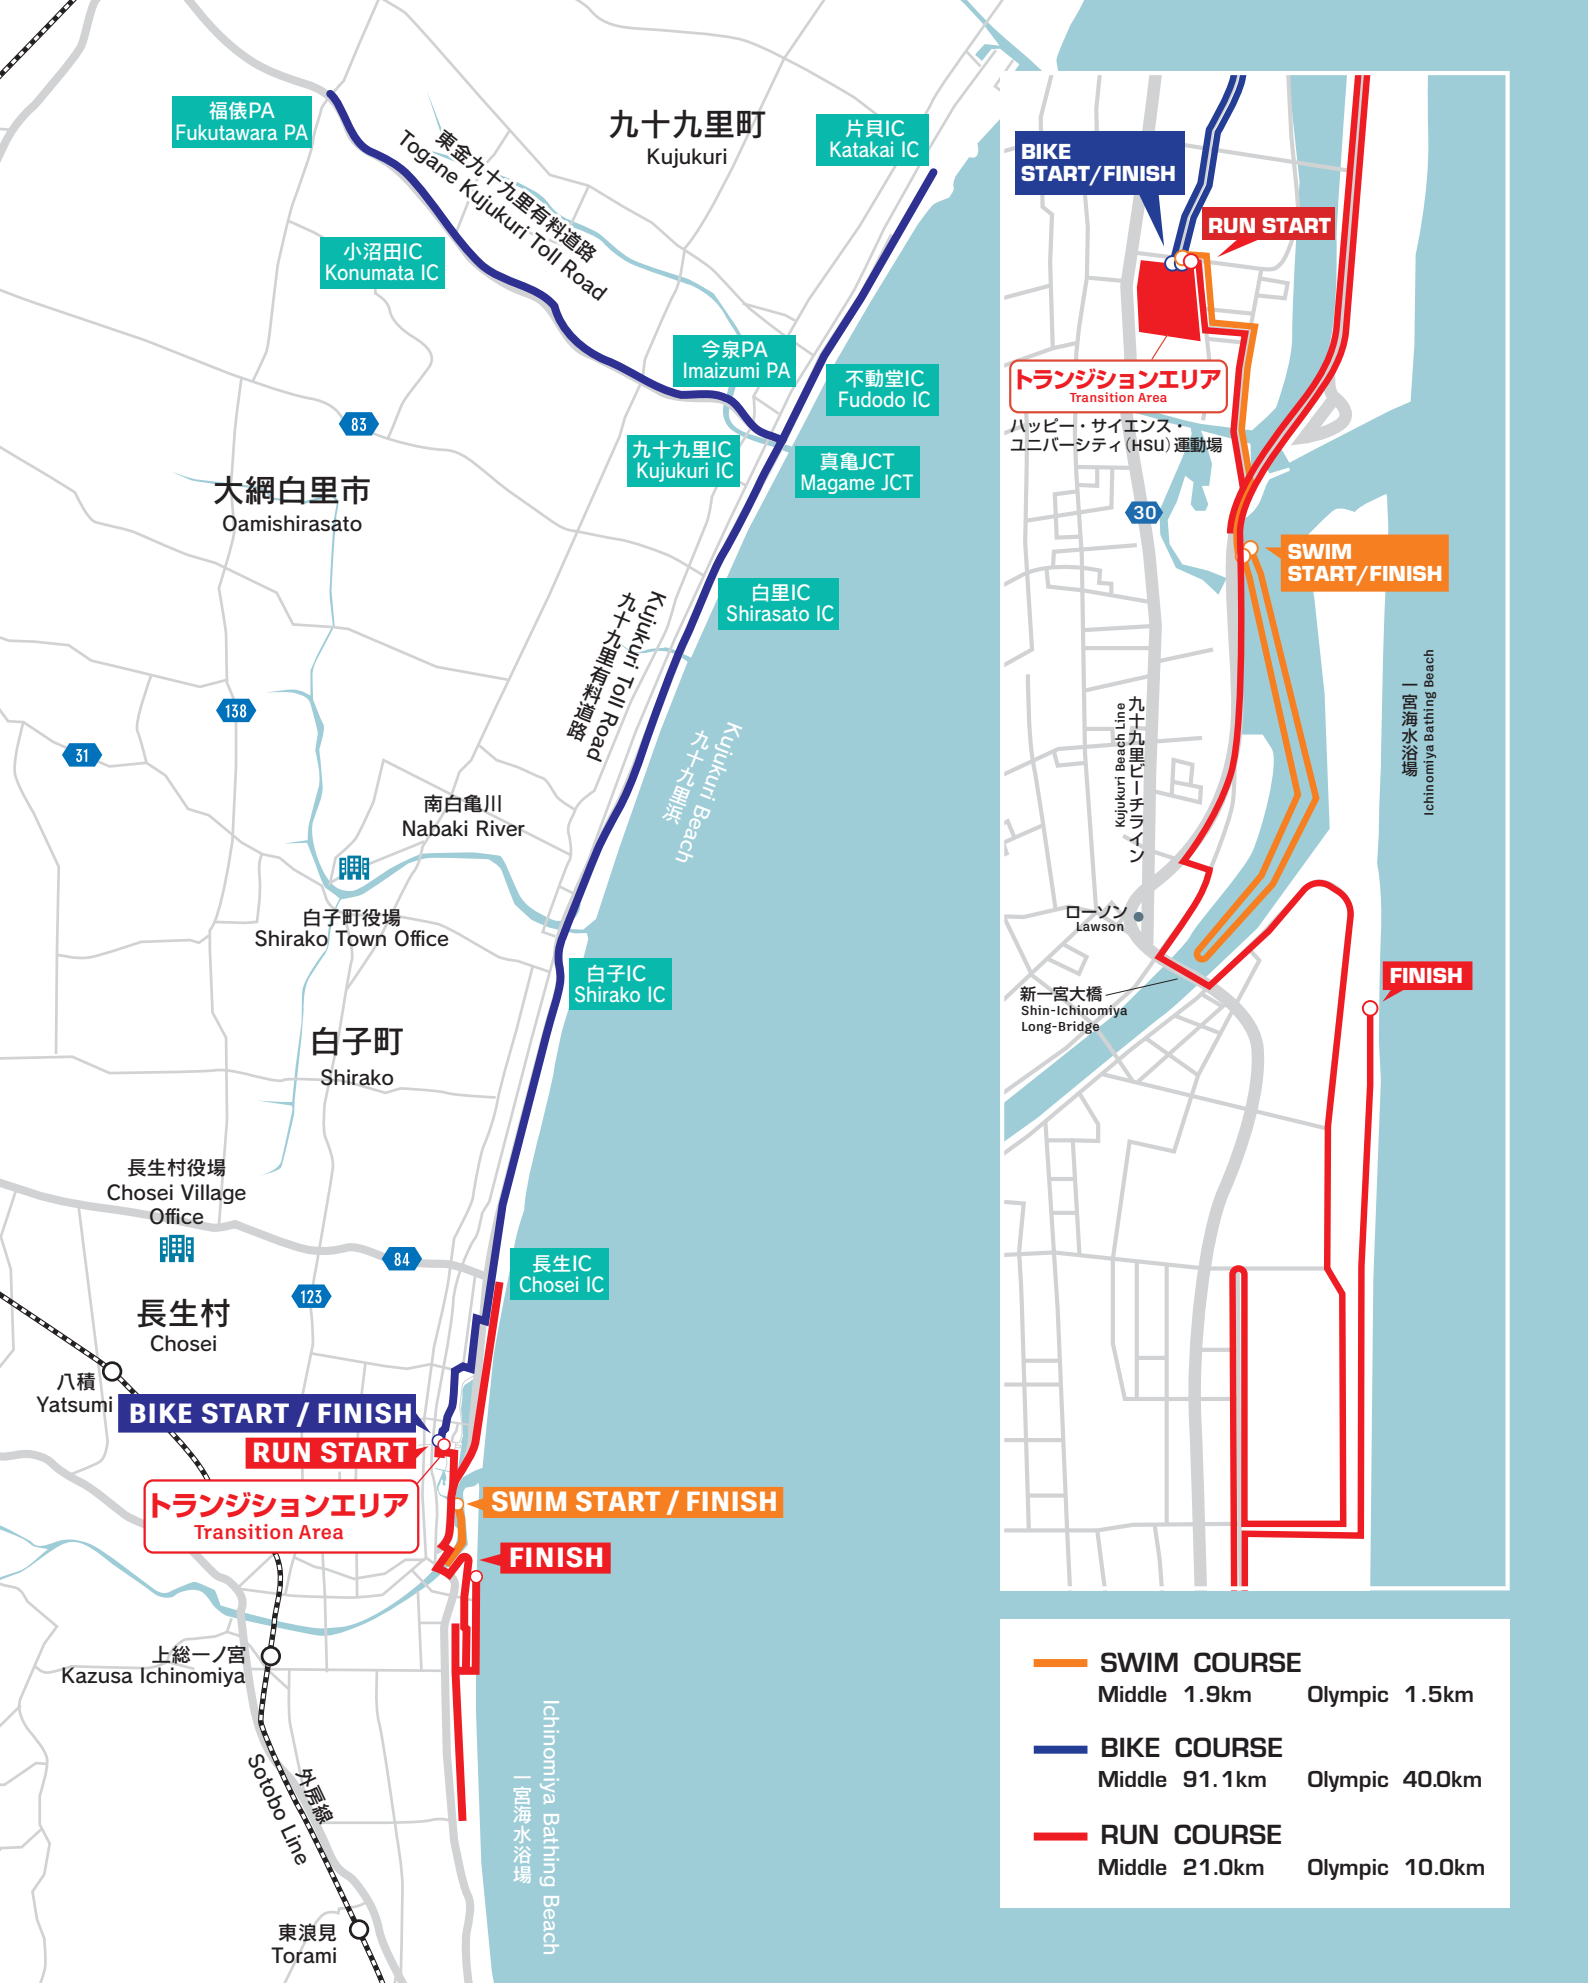 福俵PA
Fukutawara PA
東金九十九里有料道路
Togane Kujukuri Toll Road
九十九里町
Kujukuri
片貝IC
Katakai IC
小沼田IC
Konumata IC
今泉PA
Imaizumi PA
不動堂IC
Fudodo IC
九十九里IC
Kujukuri IC
真亀JCT
Magame JCT
83
大網白里市
Oamishirasato
白里IC
Shirasato IC
Kujukuri Toll Road
九十九里有料道路
138
31
Kujukuri Beach
九十九里浜
南白亀川
Nabaki River
白子町役場
Shirako Town Office
白子IC
Shirako IC
白子町
Shirako
長生村役場
Chosei Village
Office
84
123
長生IC
Chosei IC
長生村
Chosei
八積
Yatsumi
BIKE START / FINISH
RUN START
トランジションエリア
Transition Area
SWIM START / FINISH
FINISH
上総一ノ宮
Kazusa Ichinomiya
外房線
Sotobo Line
東浪見
Torami
Ichinomiya Bathing Beach
一宮海水浴場
BIKE
START/FINISH
RUN START
トランジションエリア
Transition Area
ハッピー・サイエンス・
ユニバーシティ（HSU）運動場
30
SWIM
START/FINISH
一宮海水浴場
Ichinomiya Bathing Beach
九十九里ビーチライン
Kujukuri Beach Line
ローソン
Lawson
新一宮大橋
Shin-Ichinomiya
Long-Bridge
FINISH
SWIM COURSE
Middle 1.9km Olympic 1.5km
BIKE COURSE
Middle 91.1km Olympic 40.0km
RUN COURSE
Middle 21.0km Olympic 10.0km